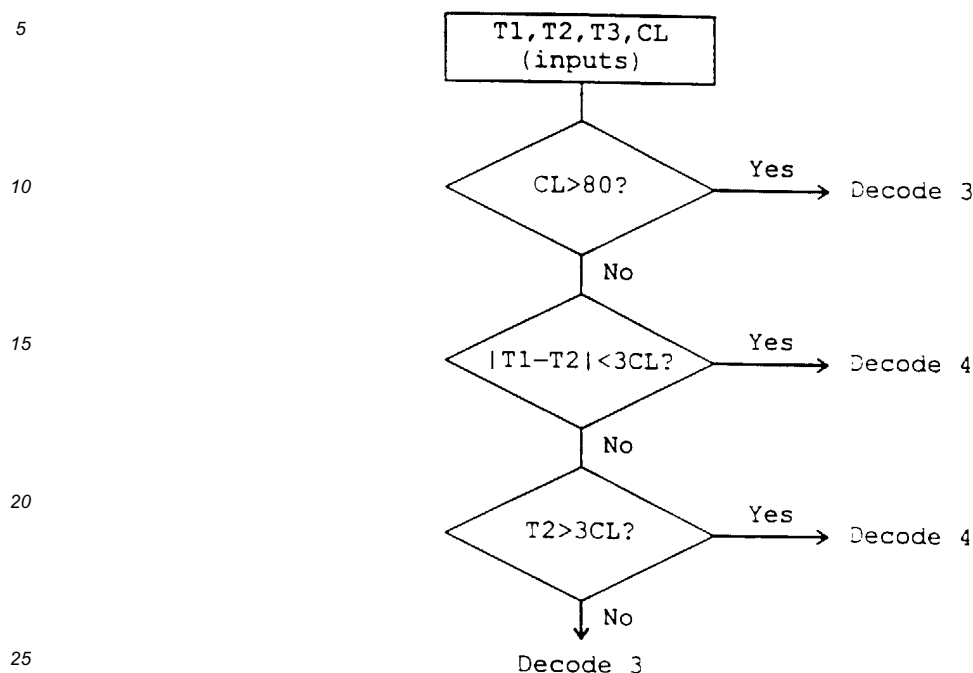 5
T1,T2,T3,CL
(inputs)
10
CL>80?
Yes
Decode 3
No
15
|T1−T2|<3CL?
Yes
Decode 4
No
20
T2>3CL?
Yes
Decode 4
No
25
Decode 3